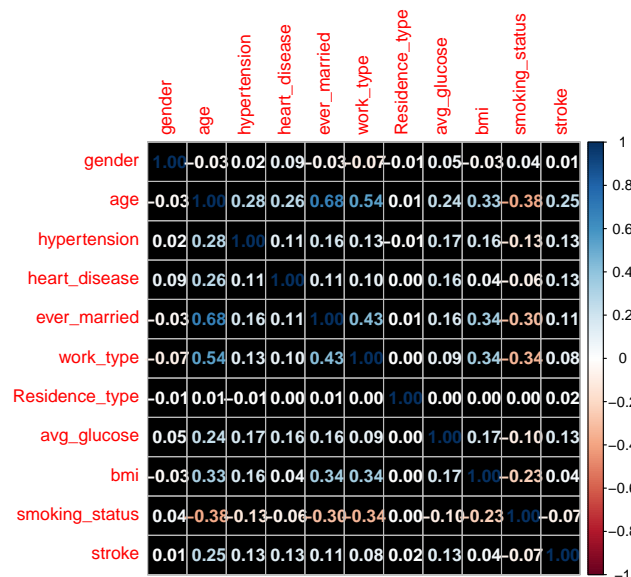 gender
age
hypertension
heart_disease
ever_married
work_type
Residence_type
avg_glucose
bmi
smoking_status
stroke
gender 1.00 −0.03 0.02 0.09 −0.03 −0.07 −0.01 0.05 −0.03 0.04 0.01
age −0.03 1.00 0.28 0.26 0.68 0.54 0.01 0.24 0.33 −0.38 0.25
hypertension 0.02 0.28 1.00 0.11 0.16 0.13 −0.01 0.17 0.16 −0.13 0.13
heart_disease 0.09 0.26 0.11 1.00 0.11 0.10 0.00 0.16 0.04 −0.06 0.13
ever_married −0.03 0.68 0.16 0.11 1.00 0.43 0.01 0.16 0.34 −0.30 0.11
work_type −0.07 0.54 0.13 0.10 0.43 1.00 0.00 0.09 0.34 −0.34 0.08
Residence_type −0.01 0.01 −0.01 0.00 0.01 0.00 1.00 0.00 0.00 0.00 0.02
avg_glucose 0.05 0.24 0.17 0.16 0.16 0.09 0.00 1.00 0.17 −0.10 0.13
bmi −0.03 0.33 0.16 0.04 0.34 0.34 0.00 0.17 1.00 −0.23 0.04
smoking_status 0.04 −0.38 −0.13 −0.06 −0.30 −0.34 0.00 −0.10 −0.23 1.00 −0.07
stroke 0.01 0.25 0.13 0.13 0.11 0.08 0.02 0.13 0.04 −0.07 1.00
1
0.8
0.6
0.4
0.2
0
−0.2
−0.4
−0.6
−0.8
−1